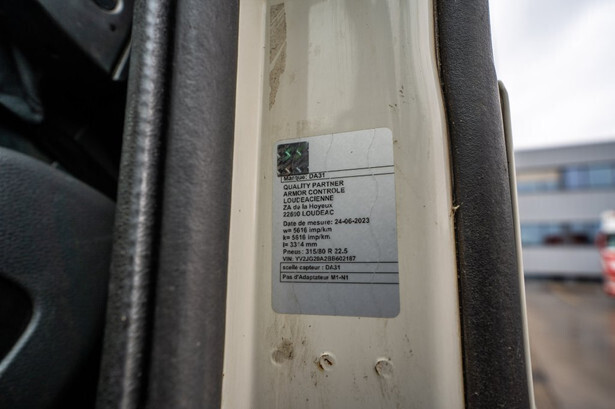 Marque: DA31
QUALITY PARTNER
ARMOR CONTROLE
LOUDEACIENNE
ZA de la Hoyeux
22600 LOUDEAC
Date de mesure: 24-06-2023
w= 5616 imp/km
k= 5616 imp/km
l= 3314 mm
Pneus: 315/80 R 22.5
VIN: YV2JG20A2BB602167
scelle capteur : DA31
Pas d'Adaptateur M1-N1